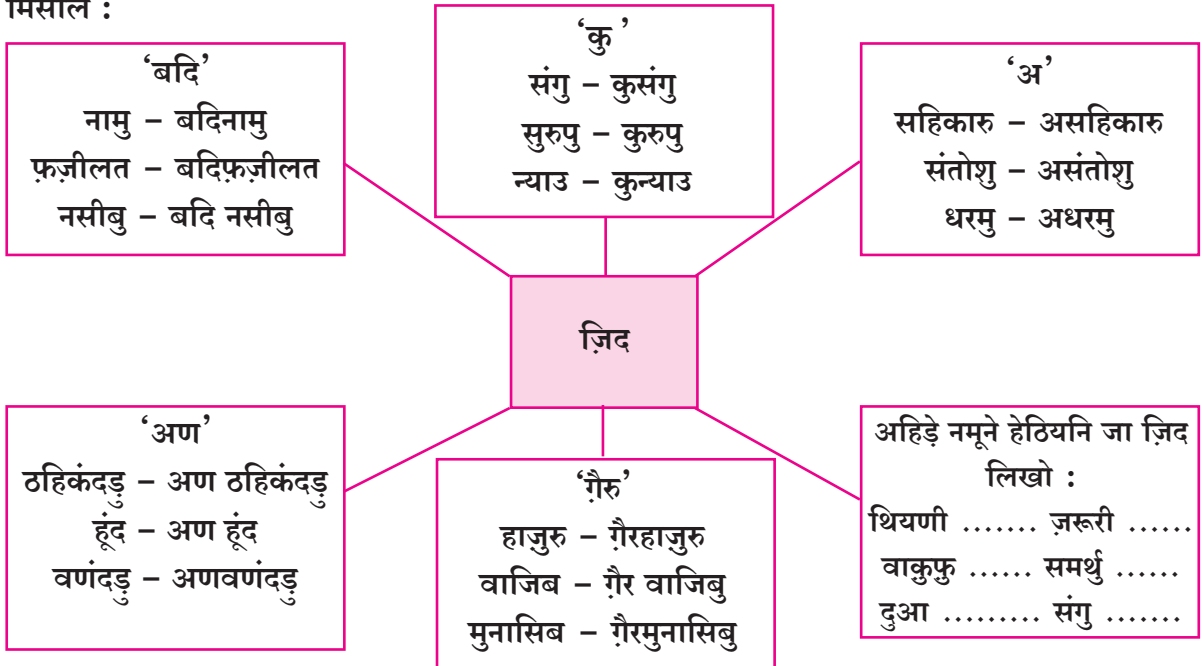 मिसाल :
‘बदि’
नामु – बदिनामु
फ़ज़ीलत – बदिफ़ज़ीलत
नसीबु – बदि नसीबु
‘कु’
संगु – कुसंगु
सुरुपु – कुरुपु
न्याउ – कुन्याउ
‘अ’
सहिकारु – असहिकारु
संतोशु – असंतोशु
धरमु – अधरमु
ज़िद
‘अण’
ठहिकंदड़ु – अण ठहिकंदड़ु
हूंद – अण हूंद
वणंदड़ु – अणवणंदड़ु
‘ग़ैरु’
हाज़ुरु – ग़ैरहाज़ुरु
वाजिब – ग़ैर वाजिबु
मुनासिब – ग़ैरमुनासिबु
अहिड़े नमूने हेठियनि जा ज़िद
लिखो :
थियणी ....... ज़रूरी ......
वाक़ुफ़ु ...... समर्थु ......
दुआ ......... संगु .......